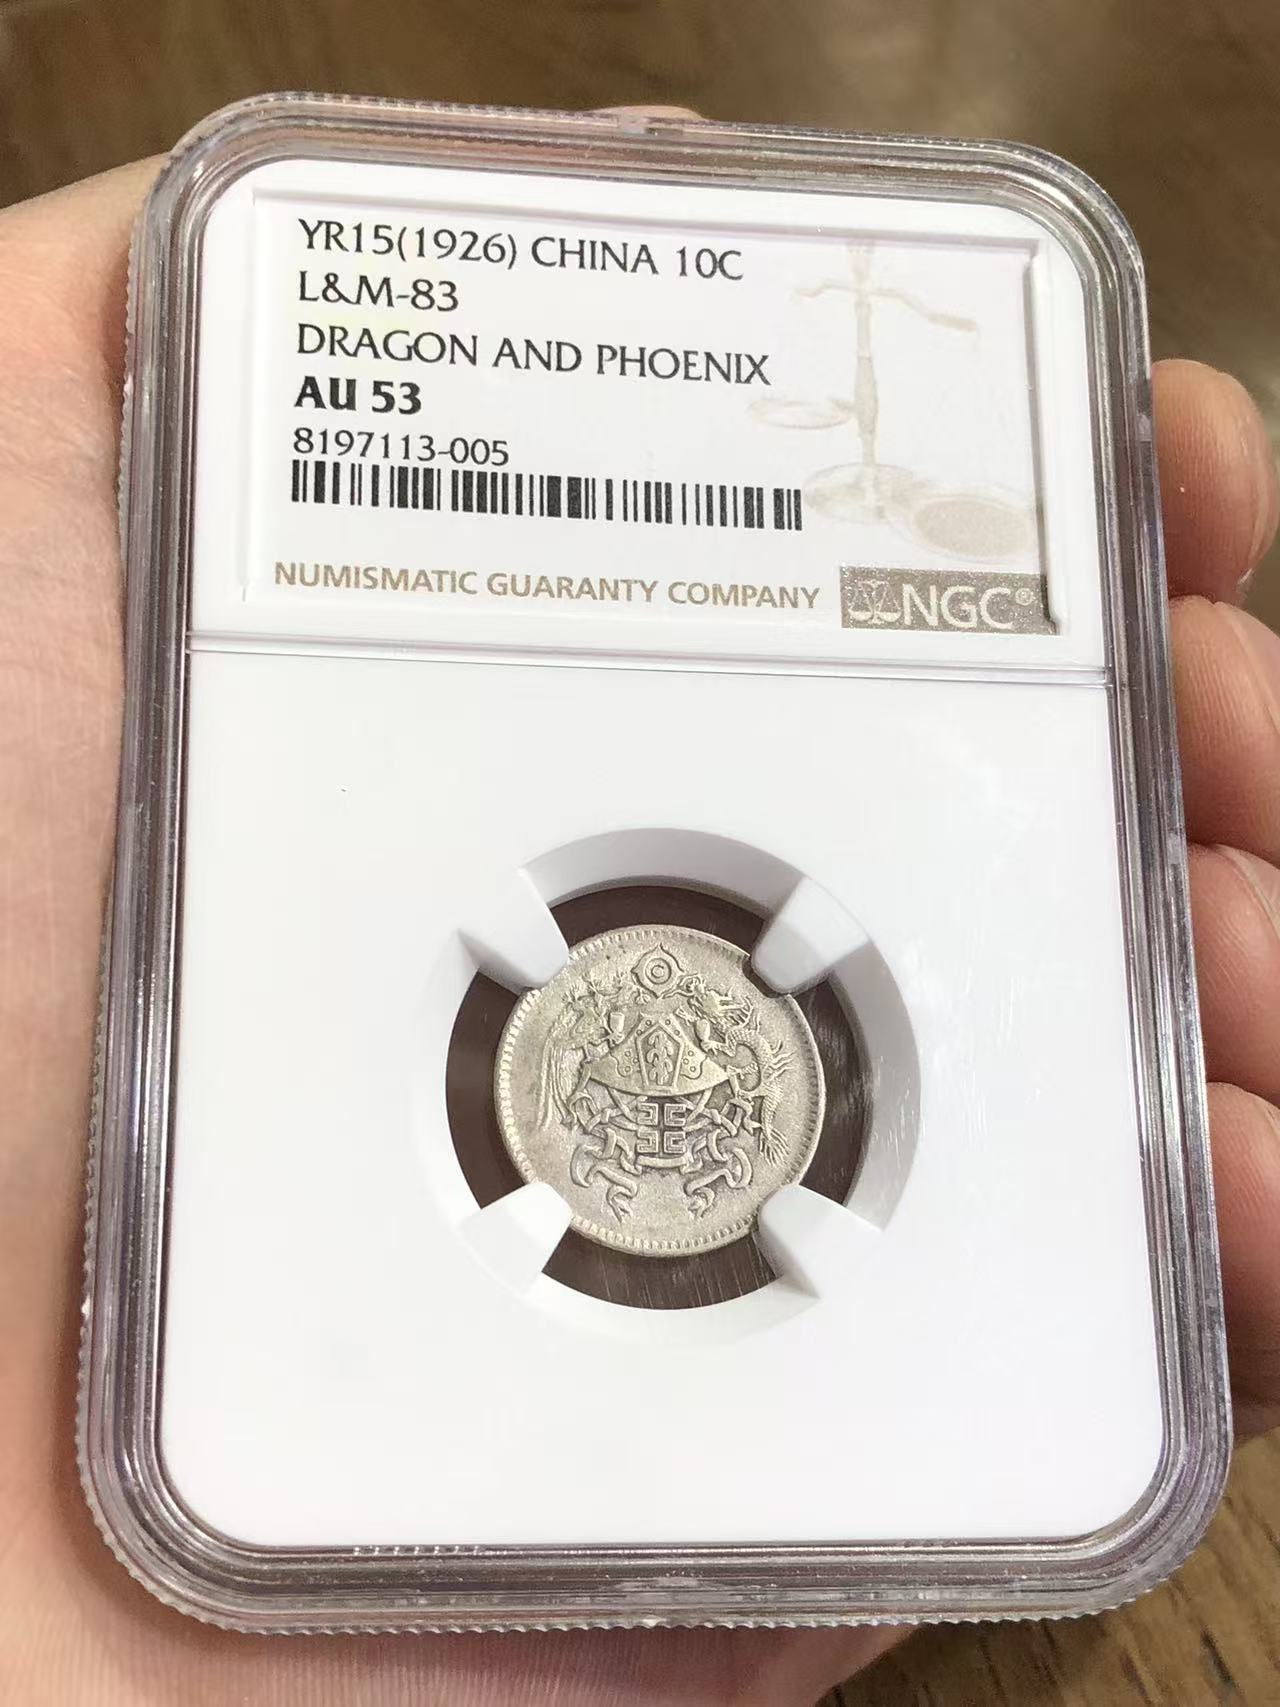 YR15(1926) CHINA 10C
L&M-83
DRAGON AND PHOENIX
AU 53
8197113-005
NUMISMATIC GUARANTY COMPANY
NGC®